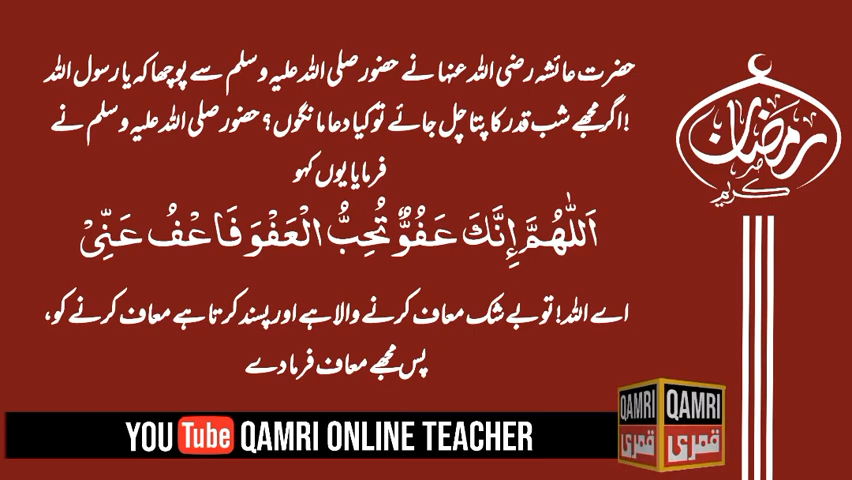 حضرت عائشہ رضی اللہ عنہا نے حضور صلی اللہ علیہ وسلم سے پوچھا کہ یا رسول اللہ
!اگر مجھے شب قدر کا پتا چل جائے تو کیا دعا مانگوں؟ حضور صلی اللہ علیہ وسلم نے
فرمایا یوں کہو
اَللّٰھُمَّ اِنَّكَ عَفُوٌّ تُحِبُّ الْعَفْوَ فَاعْفُ عَنِّیْ
اے اللہ! تو بے شک معاف کرنے والا ہے اور پسند کرتا ہے معاف کرنے کو،
پس مجھے معاف فرما دے
رمضان
كريم
YOU Tube QAMRI ONLINE TEACHER
QAMRI QAMRI
قمری قمری